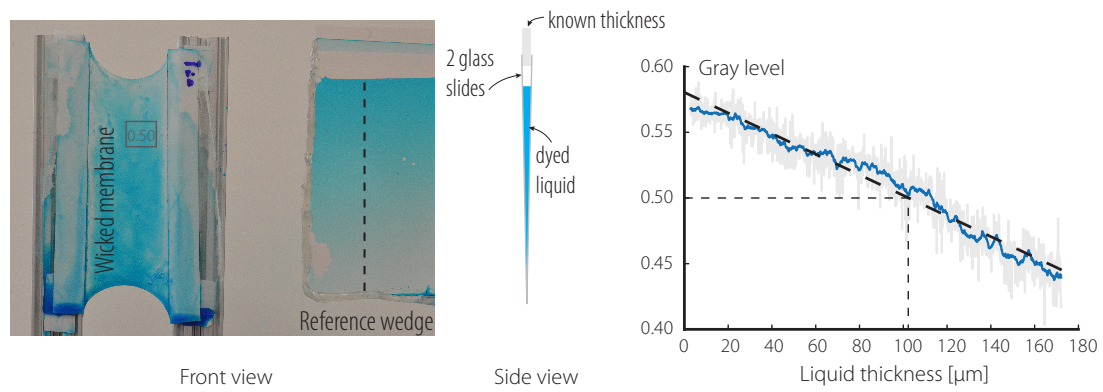 Wicked membrane
0.50
Reference wedge
Front view
known thickness
2 glass
slides
dyed
liquid
Side view
Gray level
0.60
0.55
0.50
0.45
0.40
0 20 40 60 80 100 120 140 160 180
Liquid thickness [µm]